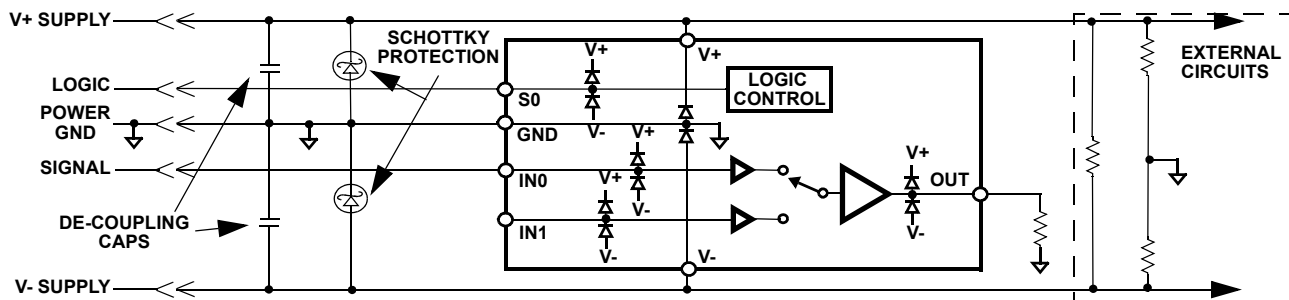 V+ SUPPLY
SCHOTTKY
PROTECTION
EXTERNAL
CIRCUITS
LOGIC
POWER
GND
SIGNAL
DE-COUPLING
CAPS
V- SUPPLY
V+
V+
LOGIC
CONTROL
S0
V-
GND
V+
IN0
V+
V-
IN1
V-
V+
OUT
V-
V-